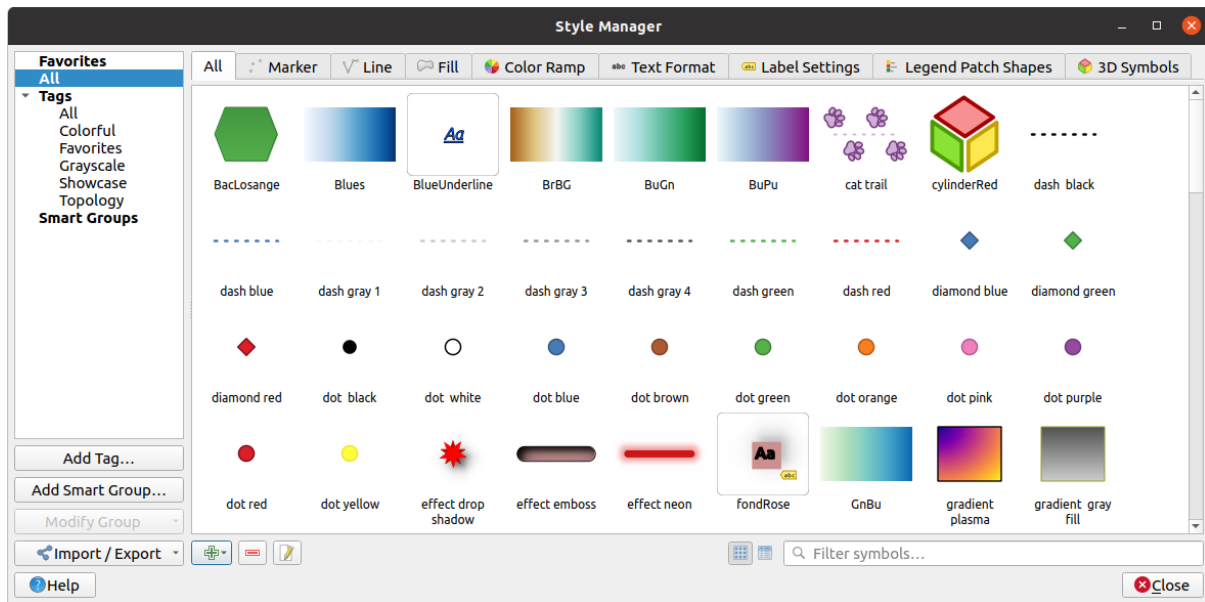 Style Manager
Favorites
All
Tags
All
Colorful
Favorites
Grayscale
Showcase
Topology
Smart Groups
Add Tag...
Add Smart Group...
Modify Group
Import / Export
All
Marker
Line
Fill
Color Ramp
abc Text Format
abc Label Settings
Legend Patch Shapes
3D Symbols
Aa
BacLosange
Blues
BlueUnderline
BrBG
BuGn
BuPu
cat trail
cylinderRed
dash black
dash blue
dash gray 1
dash gray 2
dash gray 3
dash gray 4
dash green
dash red
diamond blue
diamond green
diamond red
dot black
dot white
dot blue
dot brown
dot green
dot orange
dot pink
dot purple
Aa
abc
dot red
dot yellow
effect drop
shadow
effect emboss
effect neon
fondRose
GnBu
gradient
plasma
gradient gray
fill
Filter symbols...
Help
Close